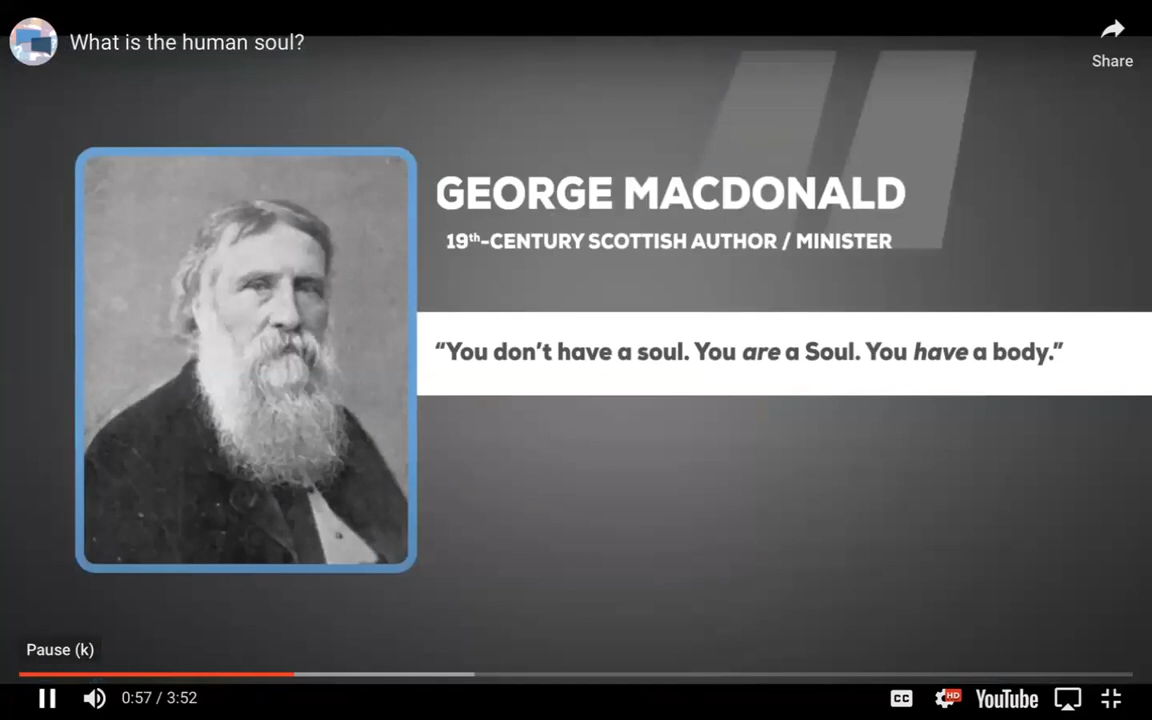 What is the human soul?
Share
GEORGE MACDONALD
19th-CENTURY SCOTTISH AUTHOR / MINISTER
“You don’t have a soul. You are a Soul. You have a body.”
Pause (k)
0:57 / 3:52
CC
HD
YouTube